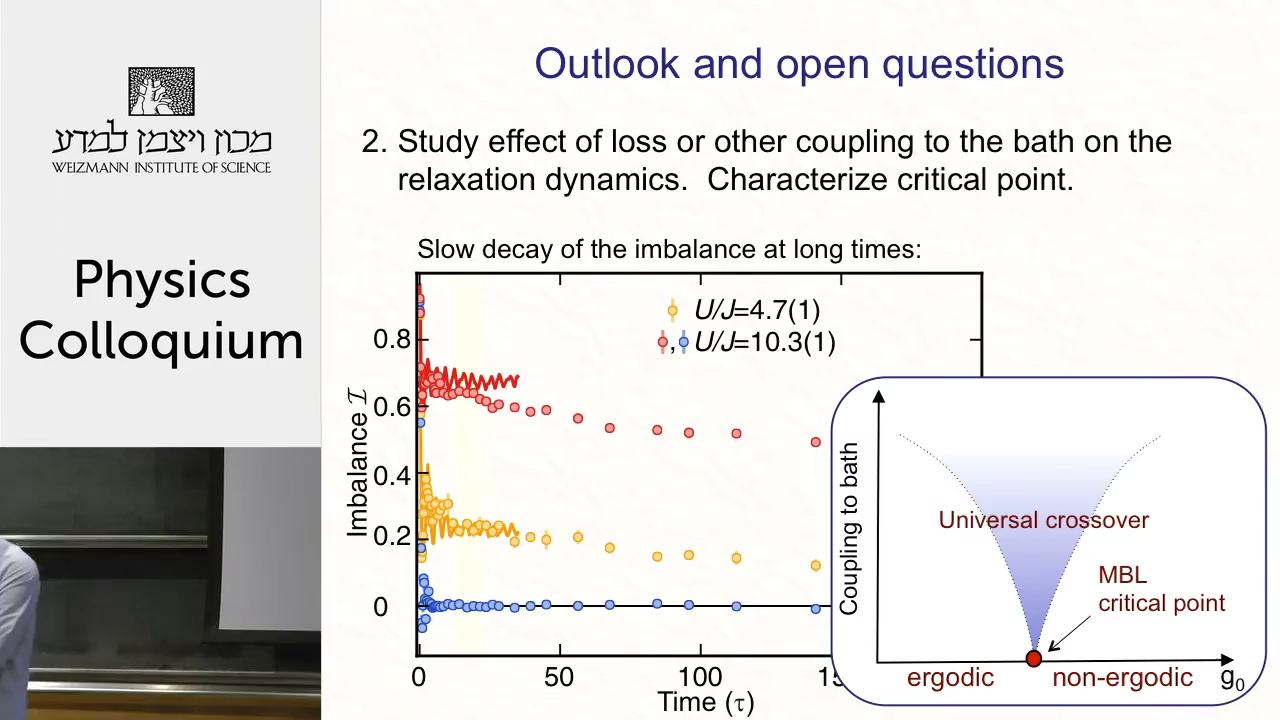 מכון ויצמן למדע
WEIZMANN INSTITUTE OF SCIENCE
Physics
Colloquium
Outlook and open questions
2. Study effect of loss or other coupling to the bath on the
relaxation dynamics. Characterize critical point.
Slow decay of the imbalance at long times:
U/J=4.7(1)
, U/J=10.3(1)
Imbalance I
0.8
0.6
0.4
0.2
0
0
50
100
15
Time (τ)
Coupling to bath
Universal crossover
MBL
critical point
ergodic
non-ergodic
g₀